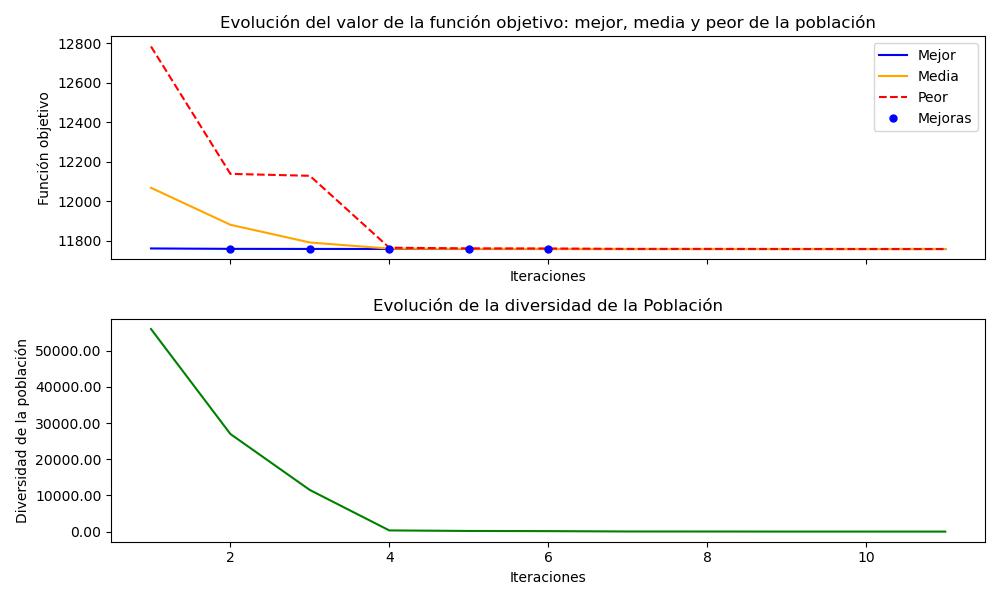 Evolución del valor de la función objetivo: mejor, media y peor de la población
12800
12600
12400
12200
12000
11800
Función objetivo
Mejor
Media
Peor
Mejoras
Iteraciones
Evolución de la diversidad de la Población
50000.00
40000.00
30000.00
20000.00
10000.00
0.00
Diversidad de la población
2 4 6 8 10
Iteraciones